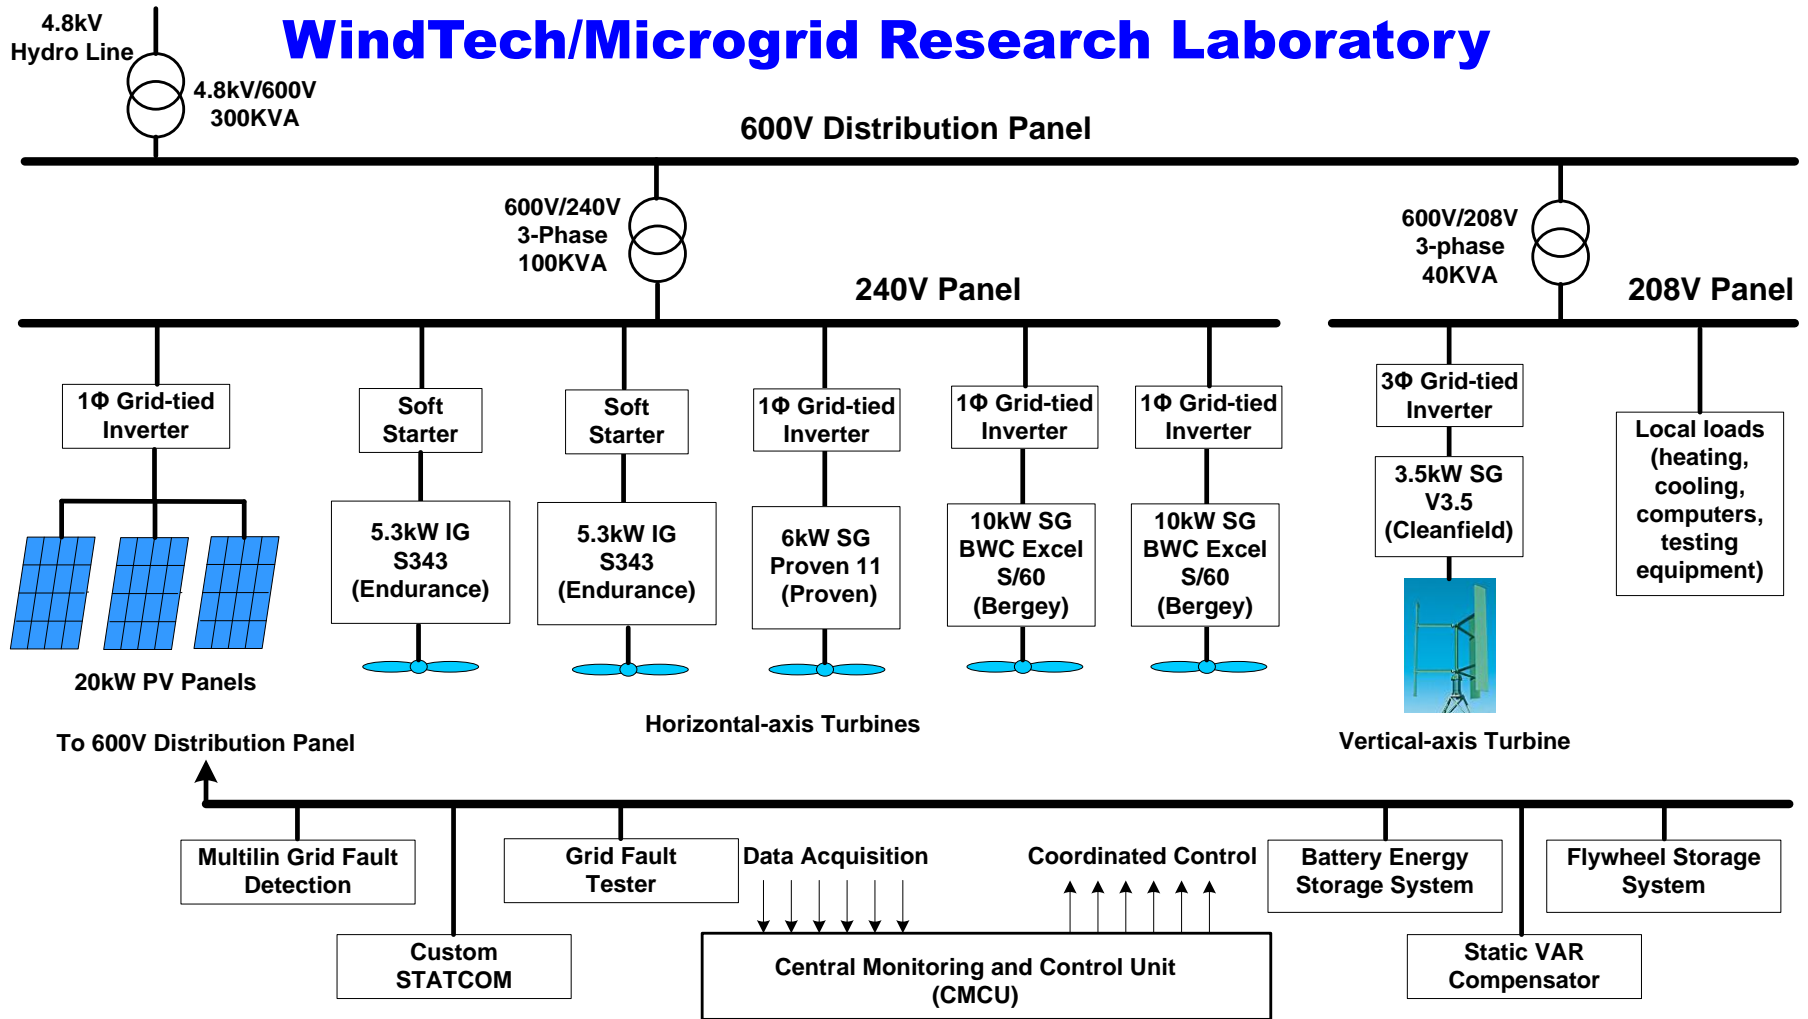 WindTech/Microgrid Research Laboratory
4.8kV
Hydro Line
4.8kV/600V
300KVA
600V Distribution Panel
600V/240V
3-Phase
100KVA
600V/208V
3-phase
40KVA
240V Panel
208V Panel
1Φ Grid-tied
Inverter
Soft
Starter
Soft
Starter
1Φ Grid-tied
Inverter
1Φ Grid-tied
Inverter
1Φ Grid-tied
Inverter
3Φ Grid-tied
Inverter
Local loads
(heating,
cooling,
computers,
testing
equipment)
5.3kW IG
S343
(Endurance)
5.3kW IG
S343
(Endurance)
6kW SG
Proven 11
(Proven)
10kW SG
BWC Excel
S/60
(Bergey)
10kW SG
BWC Excel
S/60
(Bergey)
3.5kW SG
V3.5
(Cleanfield)
20kW PV Panels
Horizontal-axis Turbines
Vertical-axis Turbine
To 600V Distribution Panel
Multilin Grid Fault
Detection
Grid Fault
Tester
Data Acquisition
Coordinated Control
Battery Energy
Storage System
Flywheel Storage
System
Custom
STATCOM
Central Monitoring and Control Unit
(CMCU)
Static VAR
Compensator